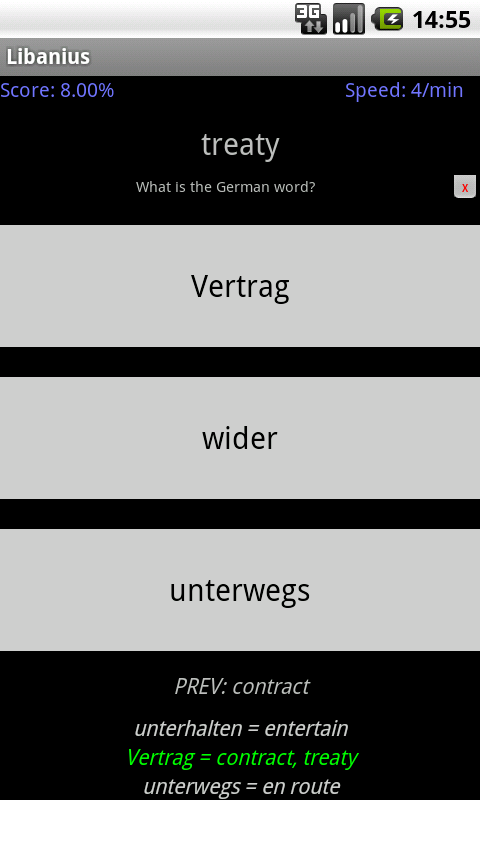 3G 14:55
Libanius
Score: 8.00% Speed: 4/min
treaty
What is the German word? x
Vertrag
wider
unterwegs
PREV: contract
unterhalten = entertain
Vertrag = contract, treaty
unterwegs = en route